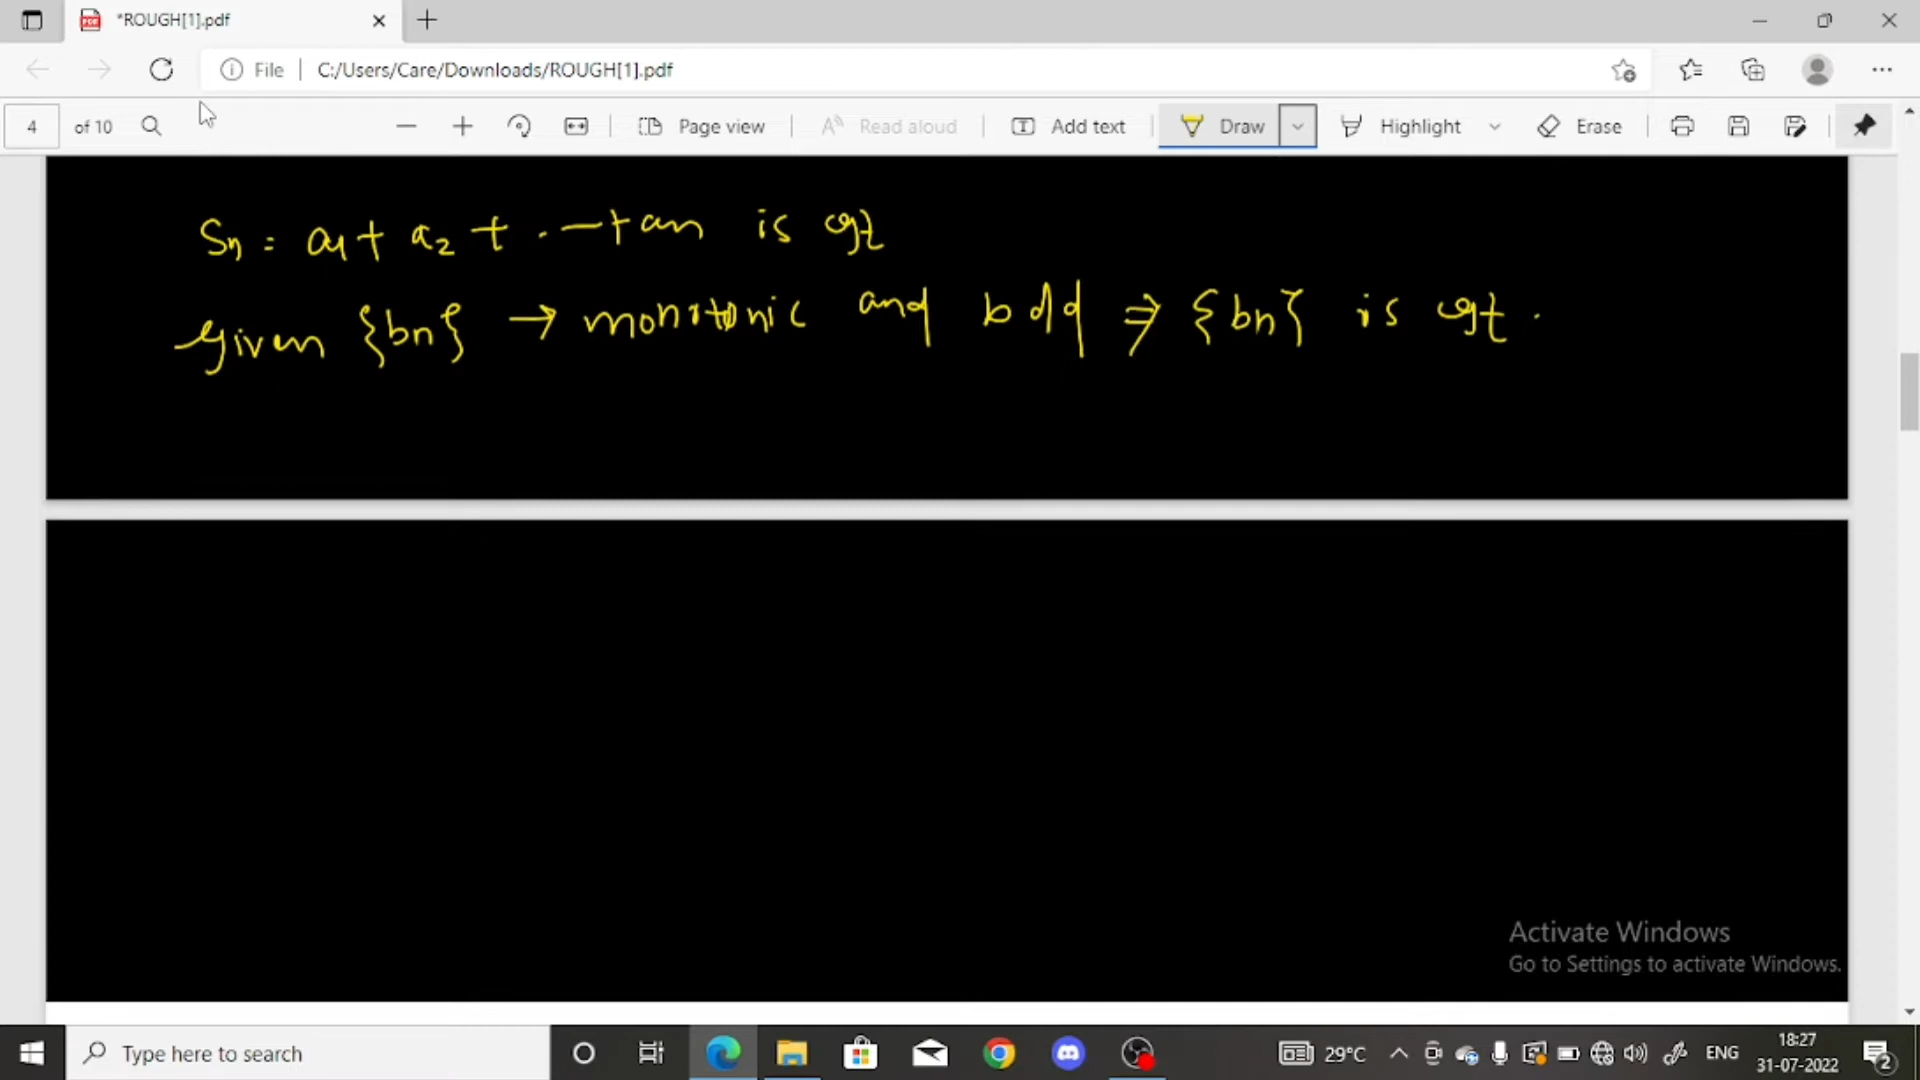 *ROUGH[1].pdf
File C:/Users/Care/Downloads/ROUGH[1].pdf
4 of 10 Page view Read aloud Add text Draw Highlight Erase
Sn = a1 + a2 + . — + an is cgt
given {bn} → monotonic and bdd ⇒ {bn} is cgt .
Activate Windows
Go to Settings to activate Windows.
Type here to search
29°C ENG 18:27
31-07-2022
2